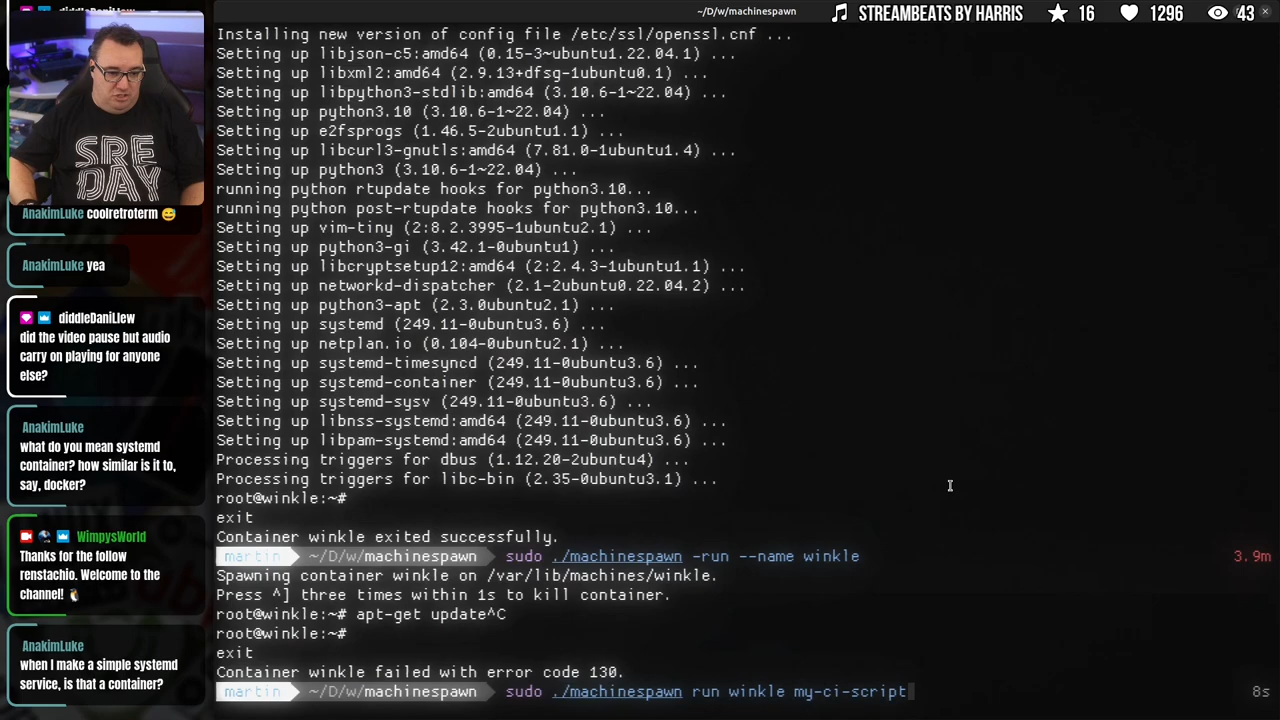 diddleDaniLlew
SRE
DAY
AnakimLuke coolretroterm 😅
AnakimLuke yea
diddleDaniLlew
did the video pause but audio
carry on playing for anyone
else?
AnakimLuke
what do you mean systemd
container? how similar is it to,
say, docker?
WimpysWorld
Thanks for the follow
renstachio. Welcome to the
channel! 🐧
AnakimLuke
when I make a simple systemd
service, is that a container?
~/D/w/machinespawn
STREAMBEATS BY HARRIS
16
1296
43
Installing new version of config file /etc/ssl/openssl.cnf ...
Setting up libjson-c5:amd64 (0.15-3~ubuntu1.22.04.1) ...
Setting up libxml2:amd64 (2.9.13+dfsg-1ubuntu0.1) ...
Setting up libpython3-stdlib:amd64 (3.10.6-1~22.04) ...
Setting up python3.10 (3.10.6-1~22.04) ...
Setting up e2fsprogs (1.46.5-2ubuntu1.1) ...
Setting up libcurl3-gnutls:amd64 (7.81.0-1ubuntu1.4) ...
Setting up python3 (3.10.6-1~22.04) ...
running python rtupdate hooks for python3.10...
running python post-rtupdate hooks for python3.10...
Setting up vim-tiny (2:8.2.3995-1ubuntu2.1) ...
Setting up python3-gi (3.42.1-0ubuntu1) ...
Setting up libcryptsetup12:amd64 (2:2.4.3-1ubuntu1.1) ...
Setting up networkd-dispatcher (2.1-2ubuntu0.22.04.2) ...
Setting up python3-apt (2.3.0ubuntu2.1) ...
Setting up systemd (249.11-0ubuntu3.6) ...
Setting up netplan.io (0.104-0ubuntu2.1) ...
Setting up systemd-timesyncd (249.11-0ubuntu3.6) ...
Setting up systemd-container (249.11-0ubuntu3.6) ...
Setting up systemd-sysv (249.11-0ubuntu3.6) ...
Setting up libnss-systemd:amd64 (249.11-0ubuntu3.6) ...
Setting up libpam-systemd:amd64 (249.11-0ubuntu3.6) ...
Processing triggers for dbus (1.12.20-2ubuntu4) ...
Processing triggers for libc-bin (2.35-0ubuntu3.1) ...
root@winkle:~#
exit
Container winkle exited successfully.
martin ~/D/w/machinespawn sudo ./machinespawn -run --name winkle 3.9m
Spawning container winkle on /var/lib/machines/winkle.
Press ^] three times within 1s to kill container.
root@winkle:~# apt-get update^C
root@winkle:~#
exit
Container winkle failed with error code 130.
martin ~/D/w/machinespawn sudo ./machinespawn run winkle my-ci-script 8s